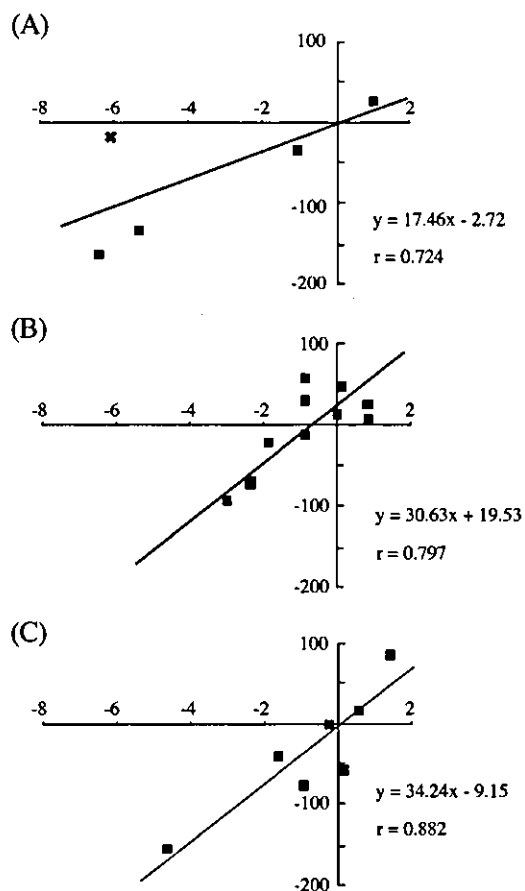 (A)
100
-8 -6 -4 -2 2
-100
y = 17.46x - 2.72
r = 0.724
-200
(B)
100
-8 -6 -4 -2 2
-100
y = 30.63x + 19.53
r = 0.797
-200
(C)
100
-8 -6 -4 -2 2
-100
y = 34.24x - 9.15
r = 0.882
-200